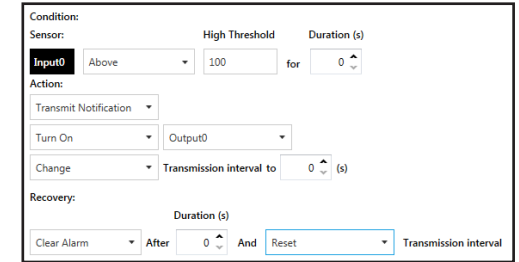 Condition:
Sensor: High Threshold Duration (s)
Input0 Above 100 for 0
Action:
Transmit Notification
Turn On Output0
Change Transmission interval to 0 (s)
Recovery:
Duration (s)
Clear Alarm After 0 And Reset Transmission interval